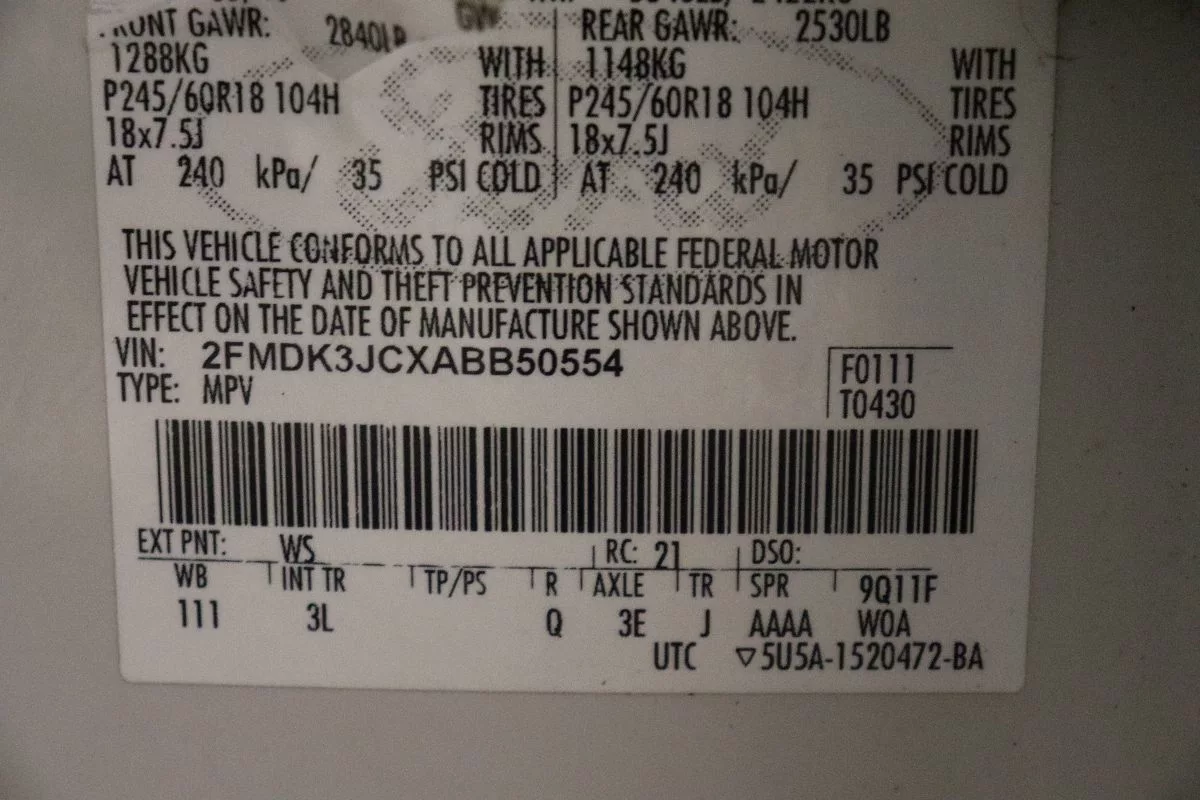 FRONT GAWR: 2840LB GW REAR GAWR: 2530LB
1288KG WITH 1148KG WITH
P245/60R18 104H TIRES P245/60R18 104H TIRES
18x7.5J RIMS 18x7.5J RIMS
AT 240 kPa/ 35 PSI COLD AT 240 kPa/ 35 PSI COLD
THIS VEHICLE CONFORMS TO ALL APPLICABLE FEDERAL MOTOR
VEHICLE SAFETY AND THEFT PREVENTION STANDARDS IN
EFFECT ON THE DATE OF MANUFACTURE SHOWN ABOVE.
VIN: 2FMDK3JCXABB50554 F0111
TYPE: MPV T0430
EXT PNT: WS RC: 21 DSO:
WB INT TR TP/PS R AXLE TR SPR 9Q11F
111 3L Q 3E J AAAA W0A
UTC ▽5U5A-1520472-BA